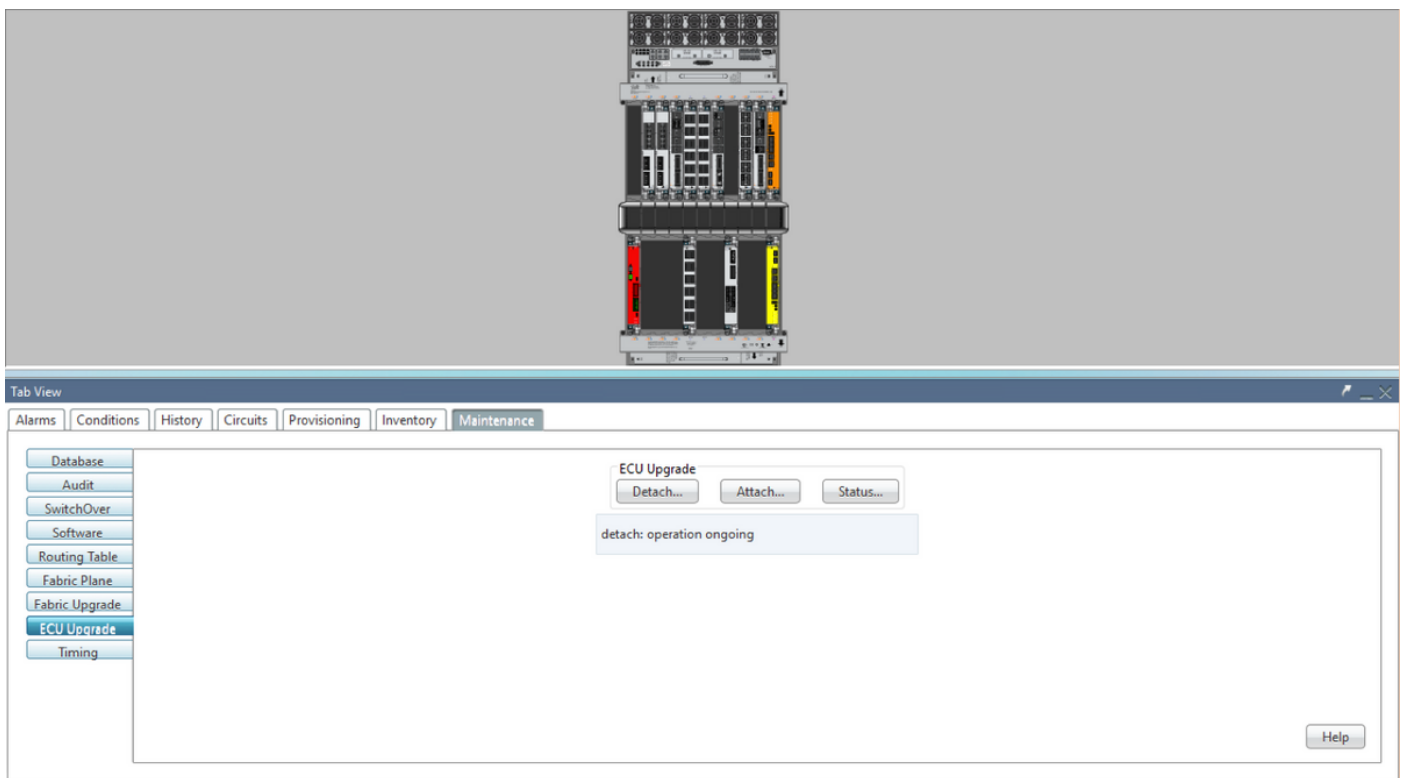 Tab View
Alarms Conditions History Circuits Provisioning Inventory Maintenance
Database
Audit
SwitchOver
Software
Routing Table
Fabric Plane
Fabric Upgrade
ECU Upgrade
Timing
ECU Upgrade
Detach... Attach... Status...
detach: operation ongoing
Help